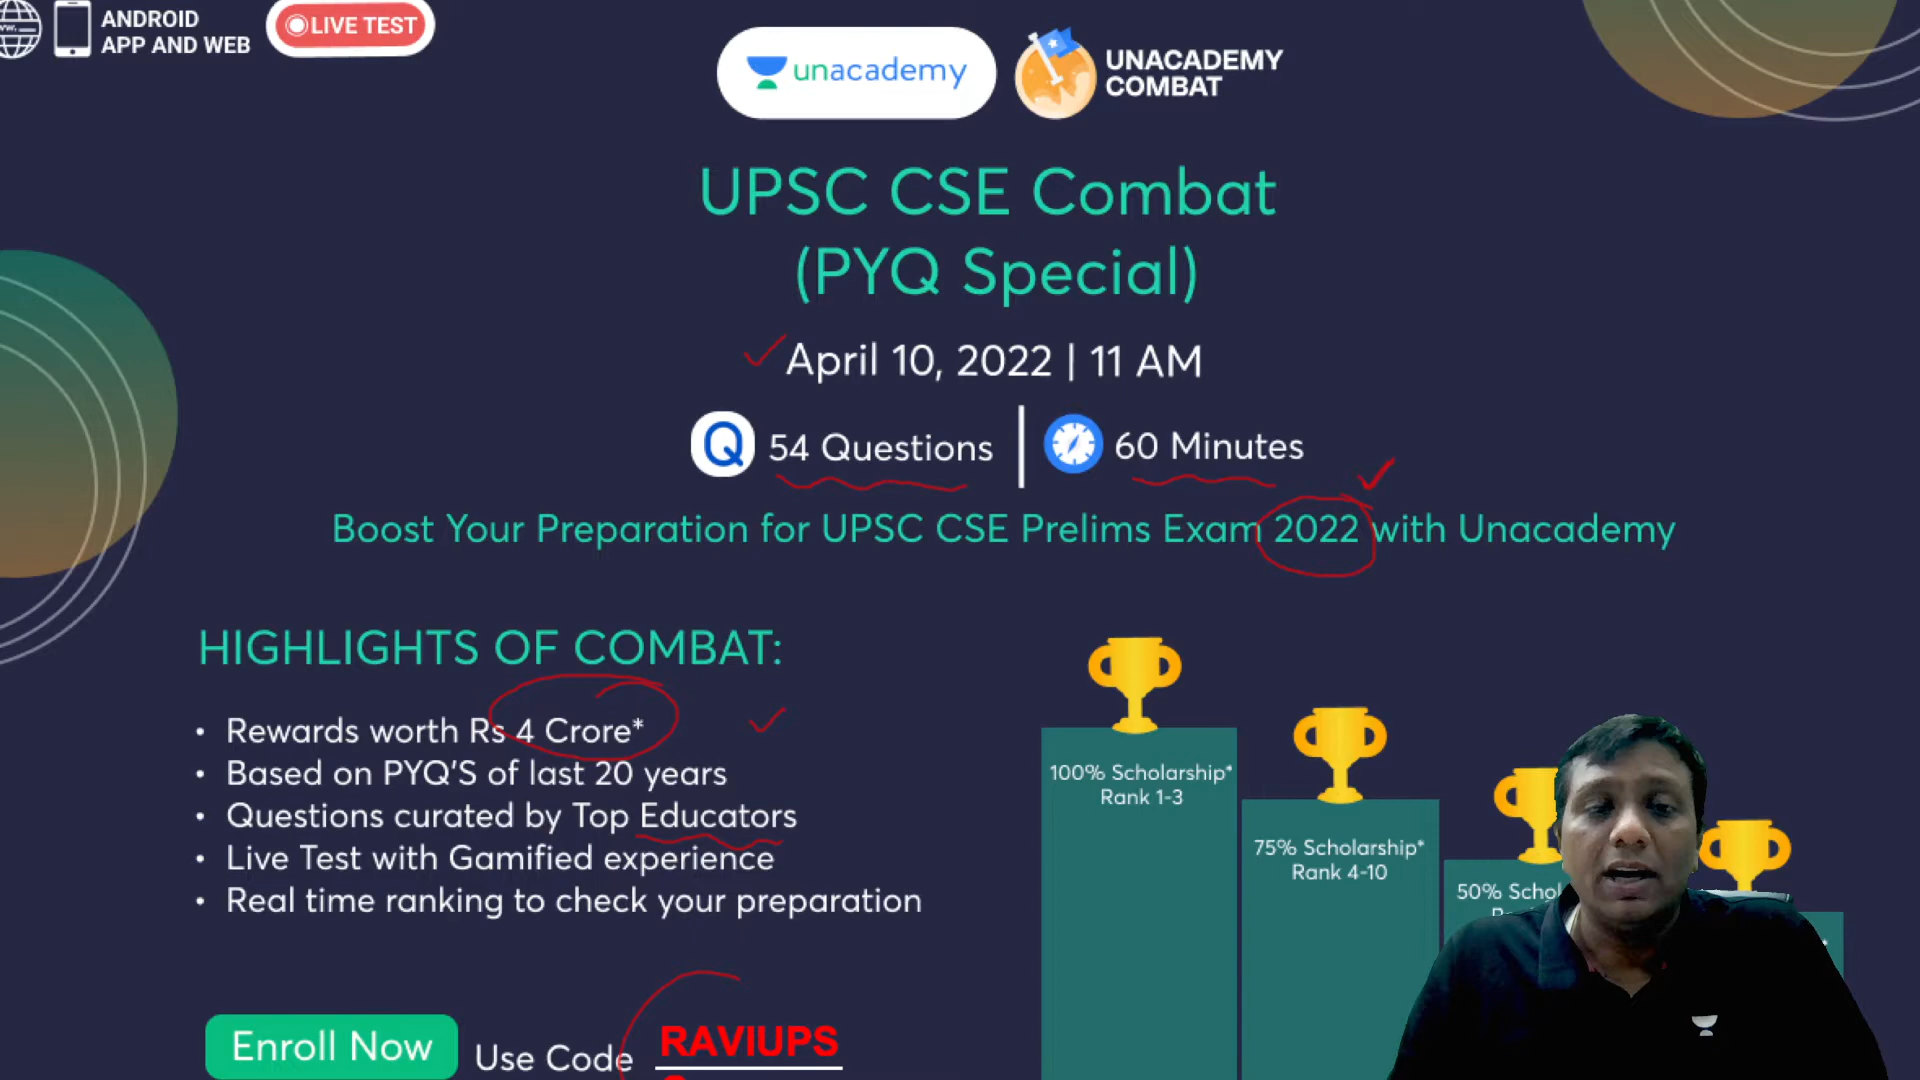 ANDROID
APP AND WEB
LIVE TEST
unacademy
UNACADEMY
COMBAT
UPSC CSE Combat
(PYQ Special)
April 10, 2022 | 11 AM
54 Questions
60 Minutes
Boost Your Preparation for UPSC CSE Prelims Exam 2022 with Unacademy
HIGHLIGHTS OF COMBAT:
• Rewards worth Rs 4 Crore*
• Based on PYQ'S of last 20 years
• Questions curated by Top Educators
• Live Test with Gamified experience
• Real time ranking to check your preparation
100% Scholarship*
Rank 1-3
75% Scholarship*
Rank 4-10
50%
Enroll Now
Use Code
RAVIUPS